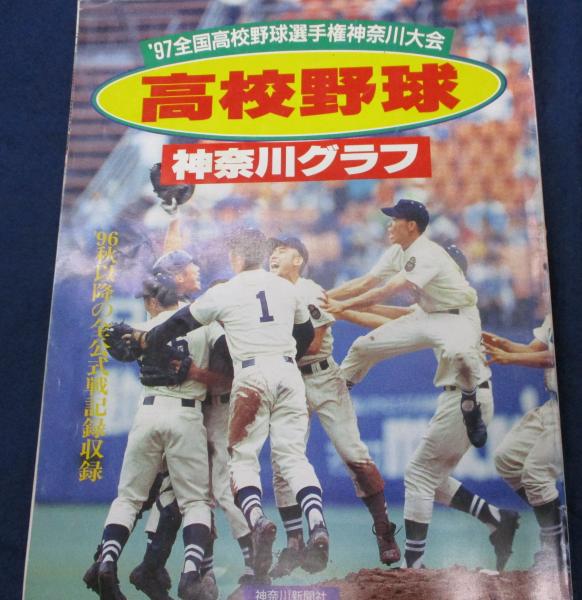 '97全国高校野球選手権神奈川大会
高校野球
神奈川グラフ
'96秋以降の全公式戦記録収録
1
神奈川新聞社